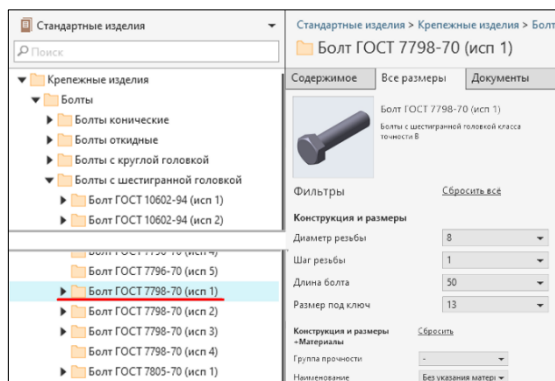 Стандартные изделия
Поиск
Крепежные изделия
Болты
Болты конические
Болты откидные
Болты с круглой головкой
Болты с шестигранной головкой
Болт ГОСТ 10602-94 (исп 1)
Болт ГОСТ 10602-94 (исп 2)
Болт ГОСТ 7796-70 (исп 5)
Болт ГОСТ 7798-70 (исп 1)
Болт ГОСТ 7798-70 (исп 2)
Болт ГОСТ 7798-70 (исп 3)
Болт ГОСТ 7798-70 (исп 4)
Болт ГОСТ 7805-70 (исп 1)
Стандартные изделия > Крепежные изделия > Болт
Болт ГОСТ 7798-70 (исп 1)
Содержимое Все размеры Документы
Болт ГОСТ 7798-70 (исп 1)
Болты с шестигранной головкой класса
точности В
Фильтры Сбросить всё
Конструкция и размеры
Диаметр резьбы 8
Шаг резьбы 1
Длина болта 50
Размер под ключ 13
Конструкция и размеры Сбросить
+Материалы
Группа прочности -
Наименование Без указания матери